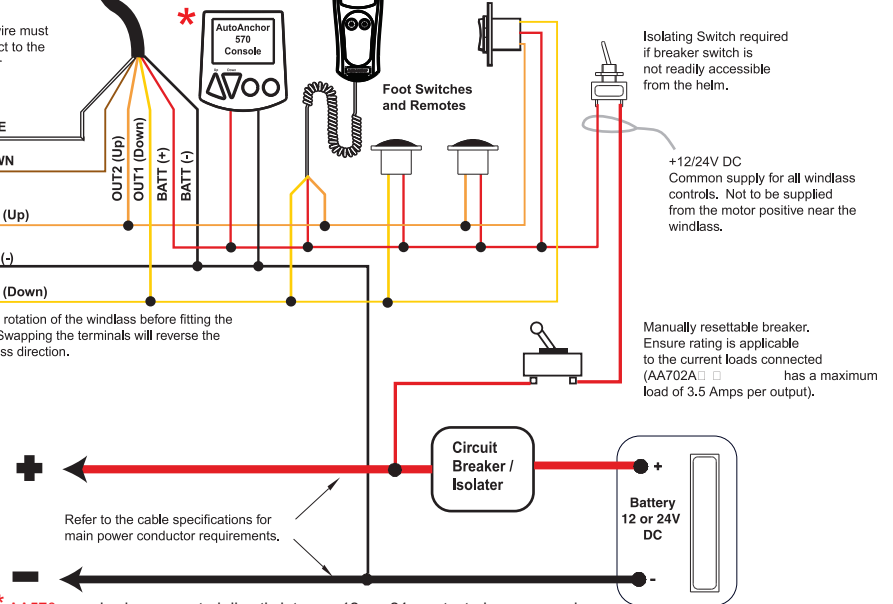 vire must
ct to the
*
AutoAnchor
570
Console
Up Down
Foot Switches
and Remotes
Isolating Switch required
if breaker switch is
not readily accessible
from the helm.
+12/24V DC
Common supply for all windlass
controls. Not to be supplied
from the motor positive near the
windlass.
E
WN
OUT2 (Up)
OUT1 (Down)
BATT (+)
BATT (-)
(Up)
(-)
(Down)
rotation of the windlass before fitting the
Swapping the terminals will reverse the
ss direction.
Manually resettable breaker.
Ensure rating is applicable
to the current loads connected
(AA702A□ □ has a maximum
load of 3.5 Amps per output).
+
Circuit
Breaker /
Isolater
+
Battery
12 or 24V
DC
-
Refer to the cable specifications for
main power conductor requirements.
-
*